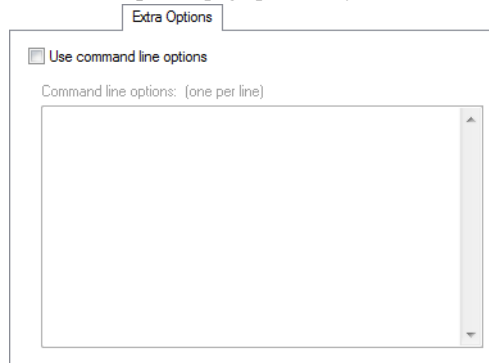 Extra Options
Use command line options
Command line options: (one per line)